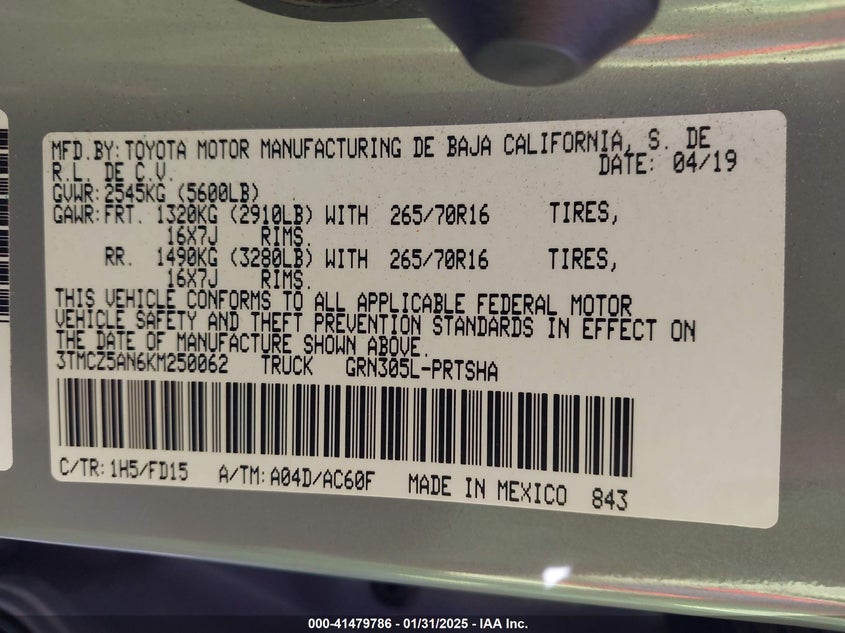 MFD.BY:TOYOTA MOTOR MANUFACTURING DE BAJA CALIFORNIA, S. DE
R.L. DE C.V. DATE: 04/19
GVWR:2545KG (5600LB)
GAWR:FRT. 1320KG (2910LB) WITH 265/70R16 TIRES,
16X7J RIMS.
RR. 1490KG (3280LB) WITH 265/70R16 TIRES,
16X7J RIMS.
THIS VEHICLE CONFORMS TO ALL APPLICABLE FEDERAL MOTOR
VEHICLE SAFETY AND THEFT PREVENTION STANDARDS IN EFFECT ON
THE DATE OF MANUFACTURE SHOWN ABOVE.
3TMCZ5AN6KM250062 TRUCK GRN305L-PRTSHA
C/TR:1H5/FD15 A/TM:A04D/AC60F MADE IN MEXICO 843
000-41479786 - 01/31/2025 - IAA Inc.